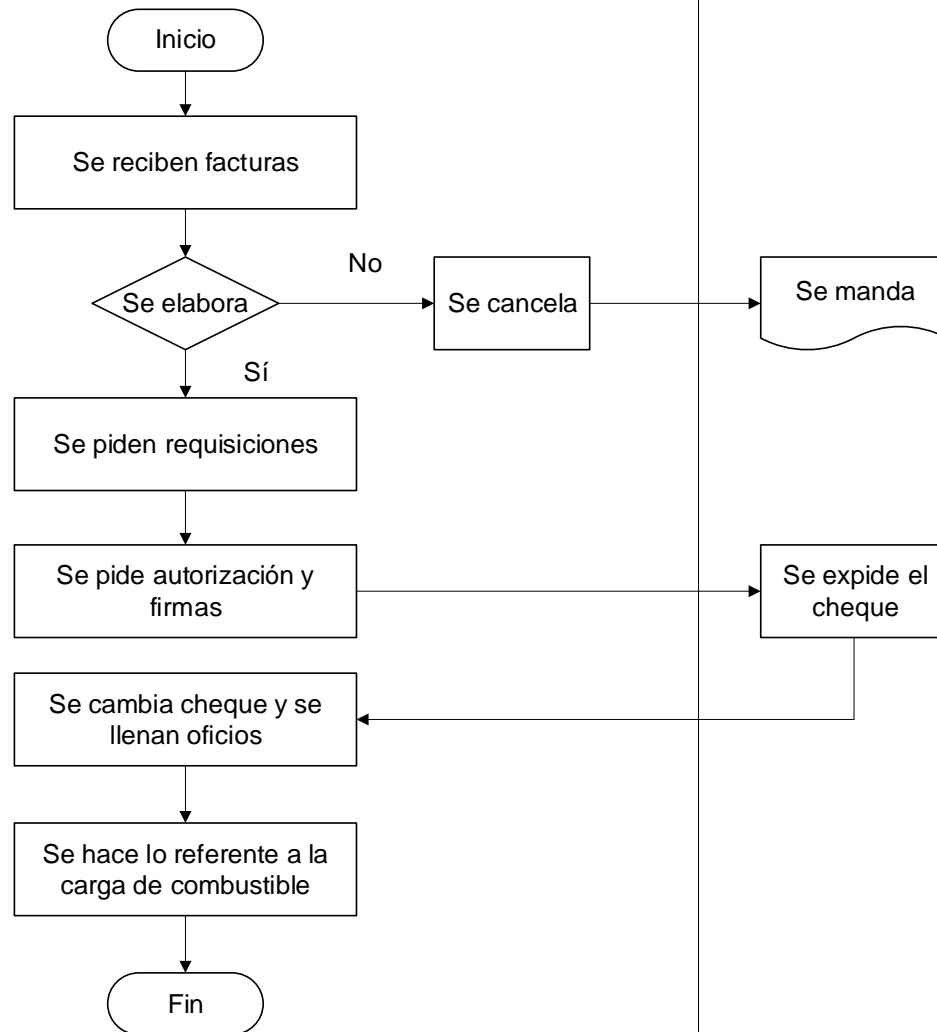 Inicio
Se reciben facturas
No
Se elabora
Se cancela
Se manda
Sí
Se piden requisiciones
Se pide autorización y
firmas
Se expide el
cheque
Se cambia cheque y se
llenan oficios
Se hace lo referente a la
carga de combustible
Fin